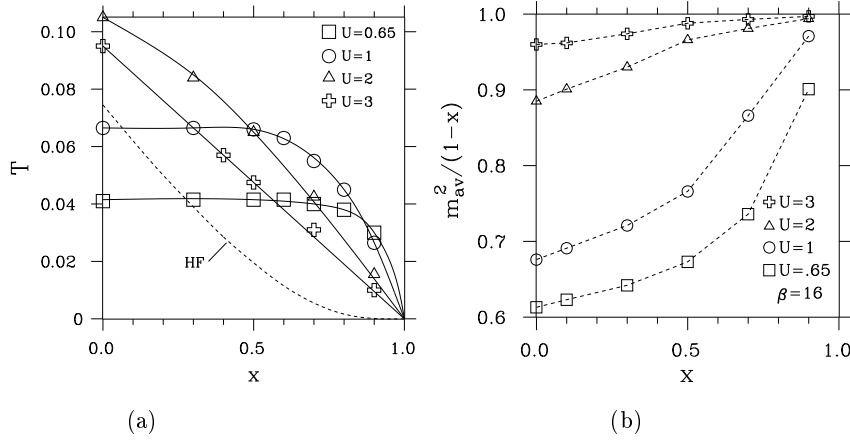 0.10
0.08
0.06
0.04
0.02
0
T
0.0
0.5
1.0
x
U=0.65
U=1
U=2
U=3
HF
(a)
1.0
0.9
0.8
0.7
0.6
m²av/(1−x)
0.0
0.5
1.0
X
U=3
U=2
U=1
U=.65
β=16
(b)